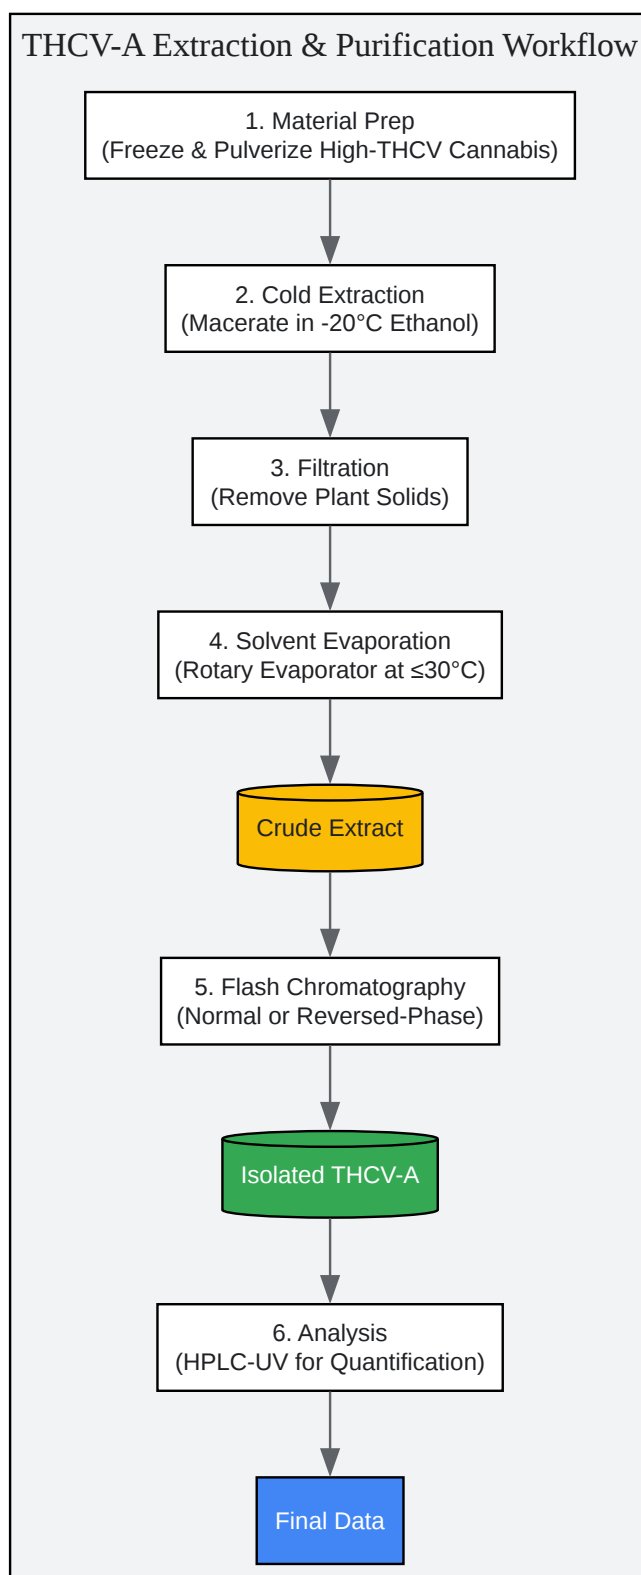 THCV-A Extraction & Purification Workflow
1. Material Prep
(Freeze & Pulverize High-THCV Cannabis)
2. Cold Extraction
(Macerate in -20°C Ethanol)
3. Filtration
(Remove Plant Solids)
4. Solvent Evaporation
(Rotary Evaporator at ≤30°C)
Crude Extract
5. Flash Chromatography
(Normal or Reversed-Phase)
Isolated THCV-A
6. Analysis
(HPLC-UV for Quantification)
Final Data